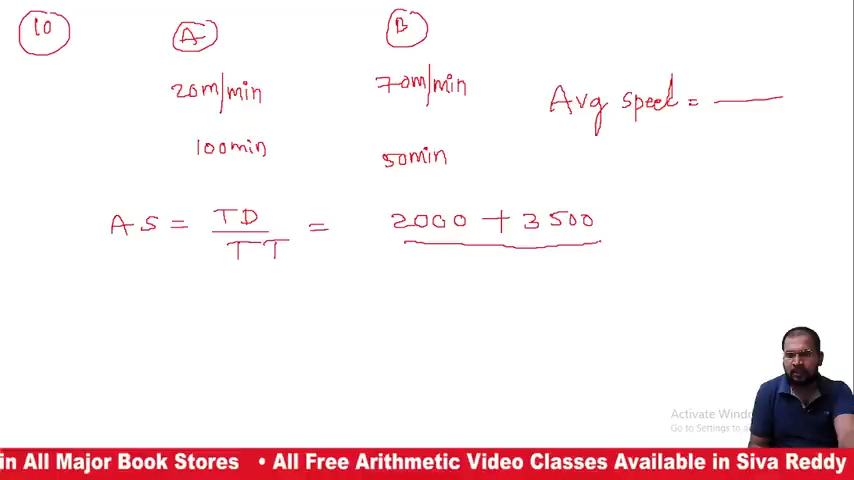 10 A B
20m/min 70m/min
Avg speed = ____
100min 50min
AS = TD/TT = 2000 + 3500
Activate Windo
Go to Settings to a
in All Major Book Stores • All Free Arithmetic Video Classes Available in Siva Reddy